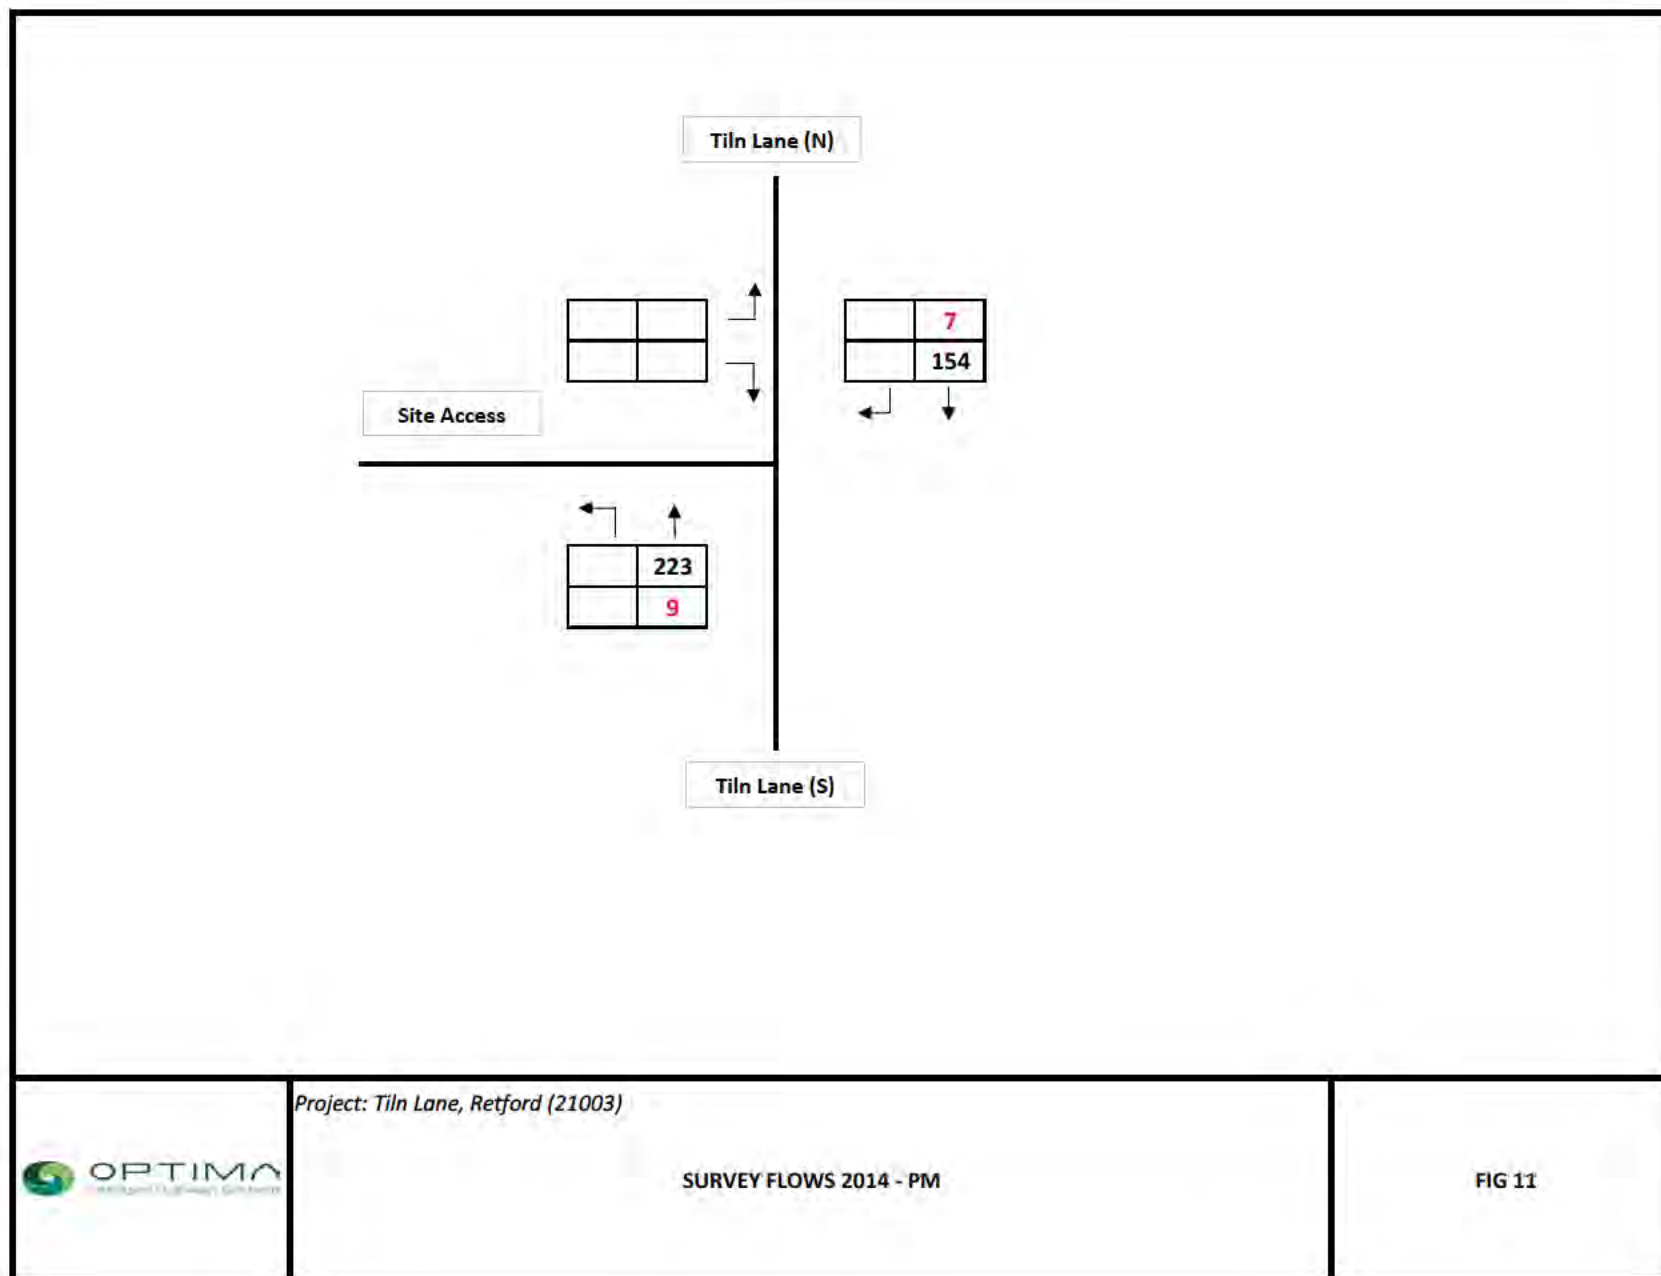 Tiln Lane (N)
7
154
Site Access
223
9
Tiln Lane (S)
Project: Tiln Lane, Retford (21003)
OPTIMA
SURVEY FLOWS 2014 - PM
FIG 11